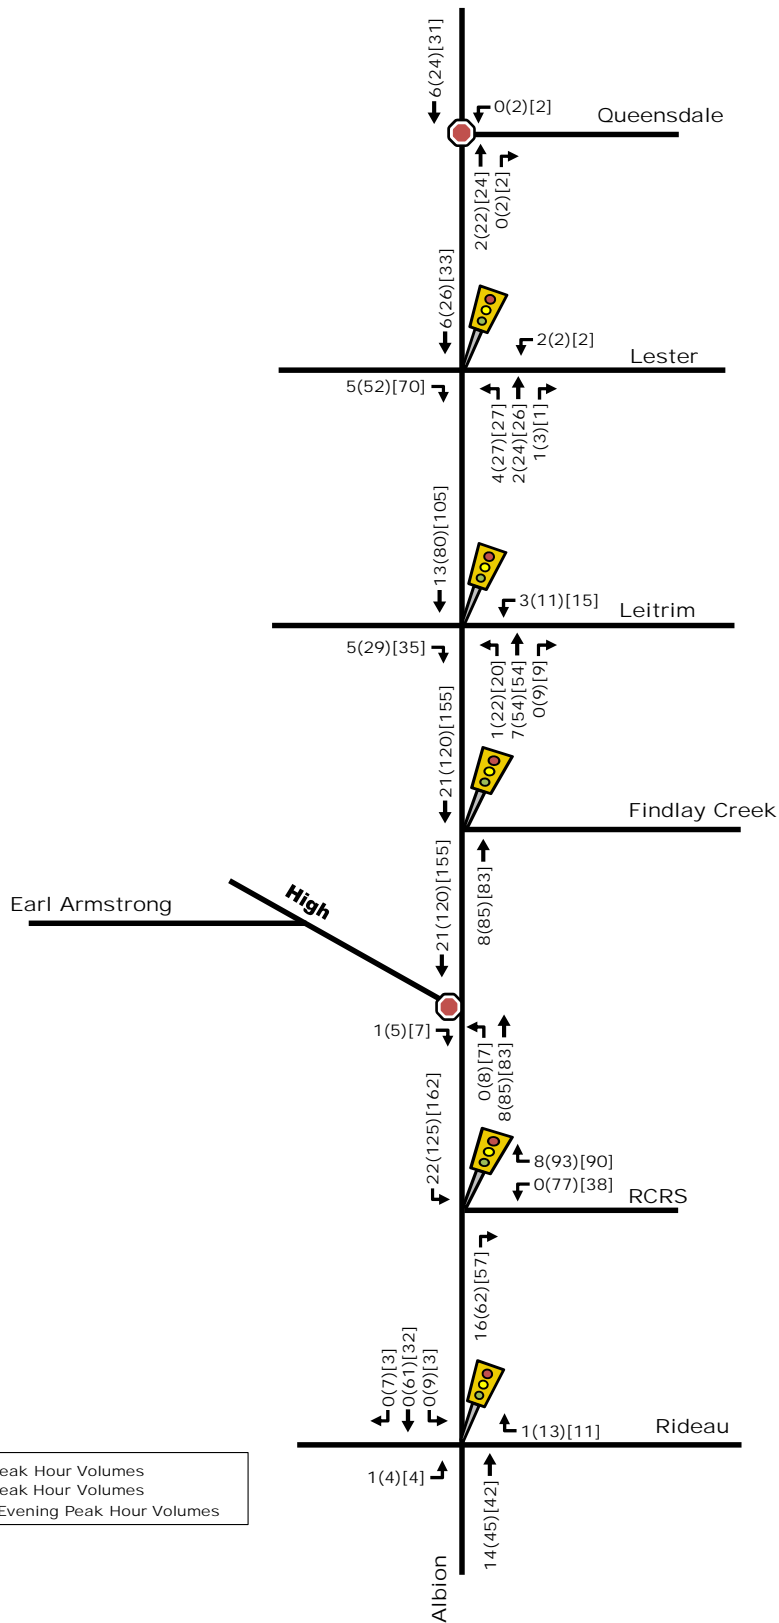 6(24)[31]
0(2)[2]
Queensdale
2(22)[24]
0(2)[2]
6(26)[33]
2(2)[2]
Lester
5(52)[70]
4(27)[27]
2(24)[26]
1(3)[1]
13(80)[105]
3(11)[15]
Leitrim
5(29)[35]
1(22)[20]
7(54)[54]
0(9)[9]
21(120)[155]
Findlay Creek
21(120)[155]
8(85)[83]
Earl Armstrong
High
1(5)[7]
0(8)[7]
8(85)[83]
22(125)[162]
8(93)[90]
0(77)[38]
RCRS
16(62)[57]
0(7)[3]
0(61)[32]
0(9)[3]
1(13)[11]
Rideau
1(4)[4]
14(45)[42]
eak Hour Volumes
eak Hour Volumes
Evening Peak Hour Volumes
Albion